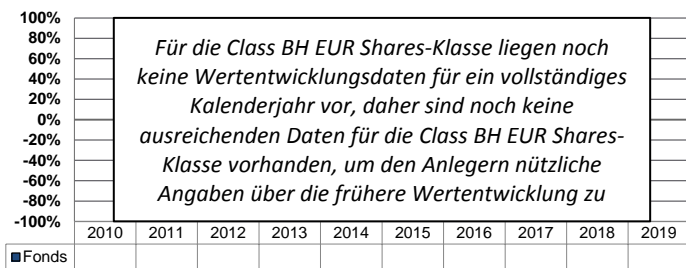 100%
80%
60%
40%
20%
0%
-20%
-40%
-60%
-80%
-100%
Für die Class BH EUR Shares-Klasse liegen noch
keine Wertentwicklungsdaten für ein vollständiges
Kalenderjahr vor, daher sind noch keine
ausreichenden Daten für die Class BH EUR Shares-
Klasse vorhanden, um den Anlegern nützliche
Angaben über die frühere Wertentwicklung zu
2010 2011 2012 2013 2014 2015 2016 2017 2018 2019
Fonds